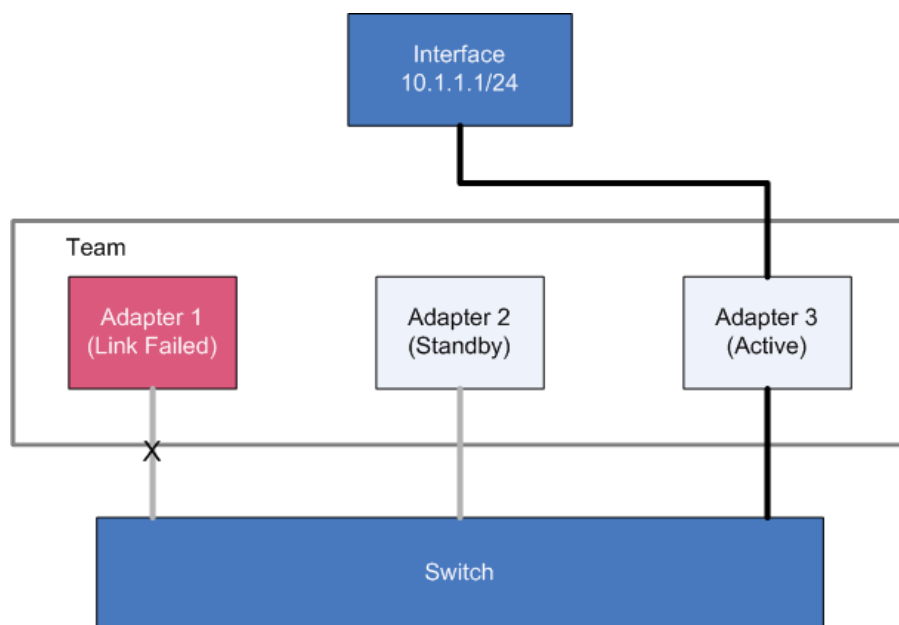 Interface
10.1.1.1/24
Team
Adapter 1
(Link Failed)
Adapter 2
(Standby)
Adapter 3
(Active)
X
Switch